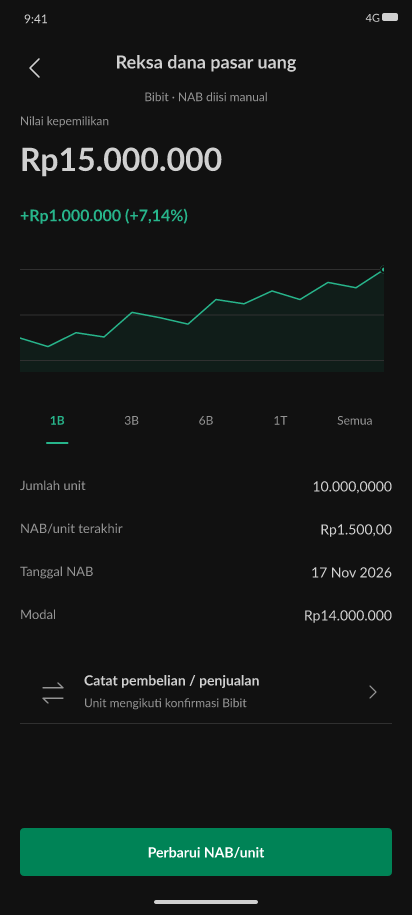 9:41
4G
Reksa dana pasar uang
Bibit · NAB diisi manual
Nilai kepemilikan
Rp15.000.000
+Rp1.000.000 (+7,14%)
1B 3B 6B 1T Semua
Jumlah unit 10.000,0000
NAB/unit terakhir Rp1.500,00
Tanggal NAB 17 Nov 2026
Modal Rp14.000.000
Catat pembelian / penjualan
Unit mengikuti konfirmasi Bibit
Perbarui NAB/unit